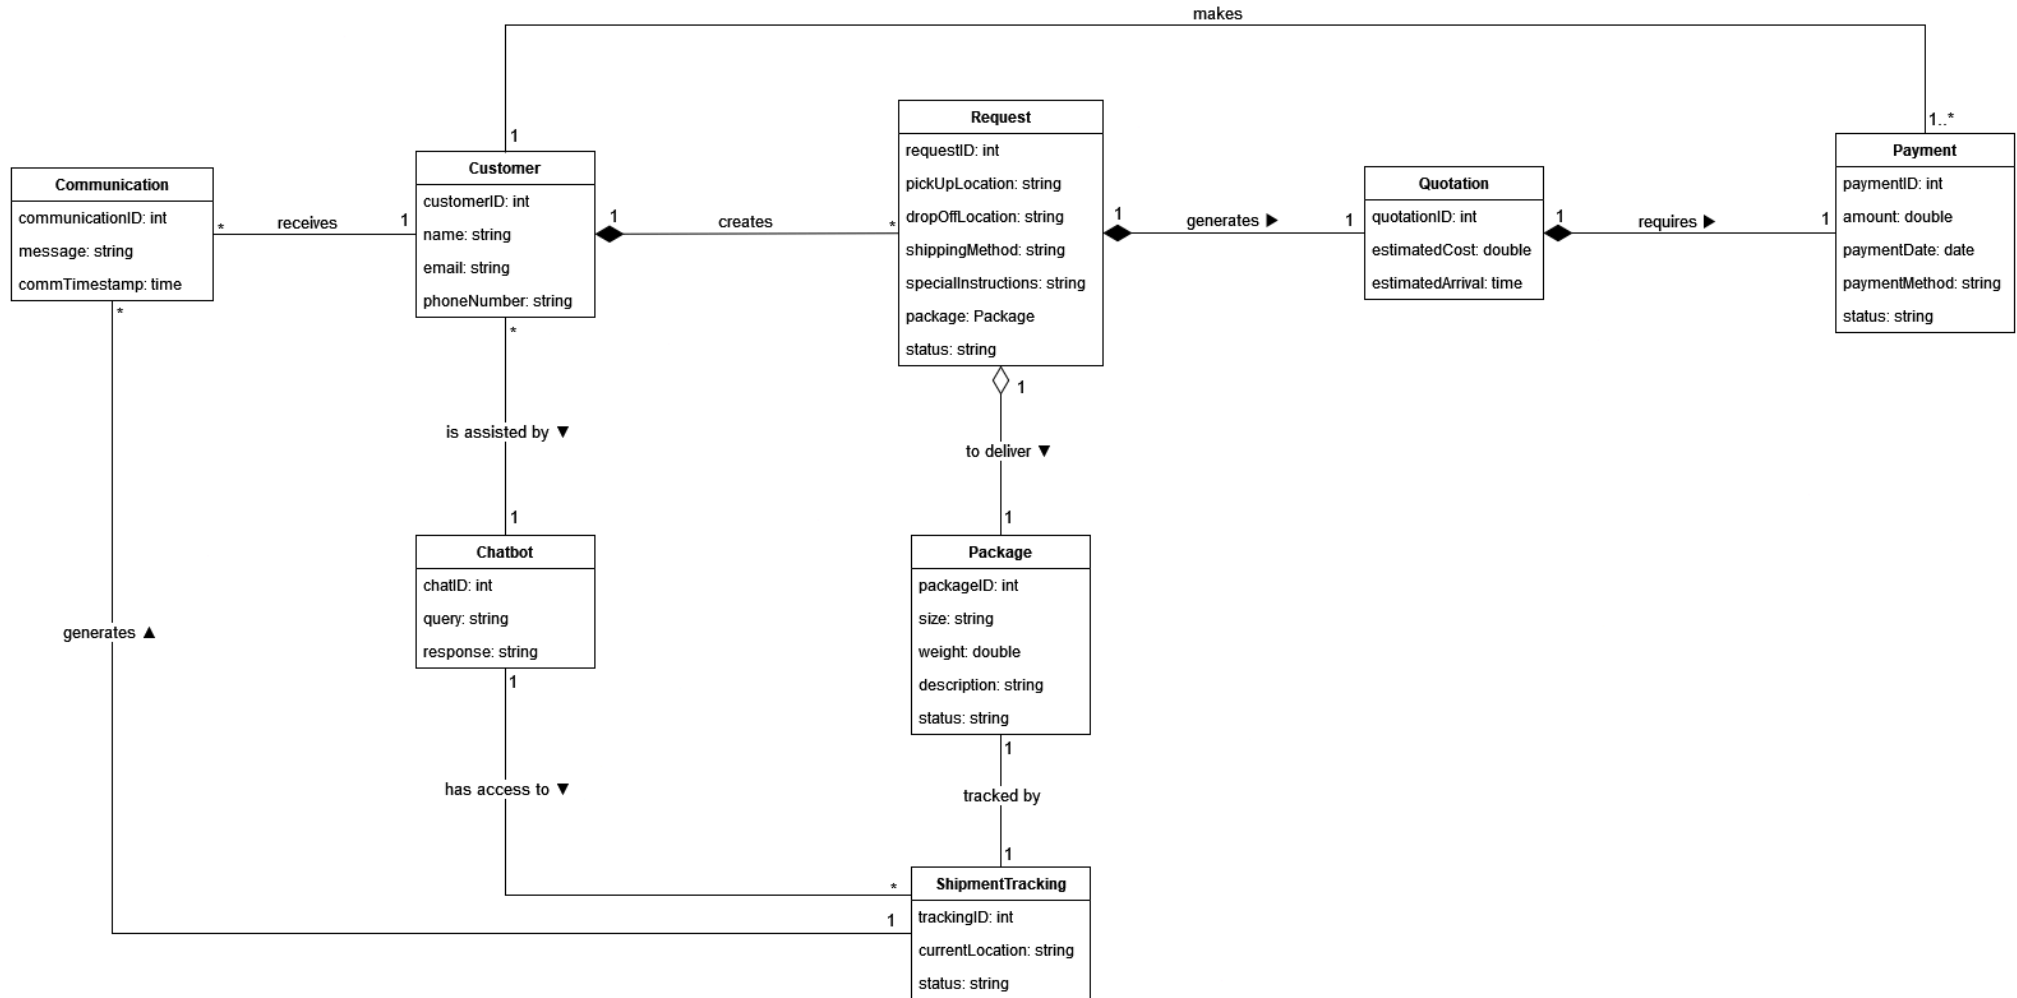 makes
1
1..*
Communication
communicationID: int
message: string
commTimestamp: time
*
receives
1
Customer
customerID: int
name: string
email: string
phoneNumber: string
1
creates
*
Request
requestID: int
pickUpLocation: string
dropOffLocation: string
shippingMethod: string
specialInstructions: string
package: Package
status: string
1
generates ▶
1
Quotation
quotationID: int
estimatedCost: double
estimatedArrival: time
1
requires ▶
1
Payment
paymentID: int
amount: double
paymentDate: date
paymentMethod: string
status: string
*
is assisted by ▼
1
Chatbot
chatID: int
query: string
response: string
1
has access to ▼
*
1
to deliver ▼
1
Package
packageID: int
size: string
weight: double
description: string
status: string
1
tracked by
1
ShipmentTracking
trackingID: int
currentLocation: string
status: string
*
generates ▲
1